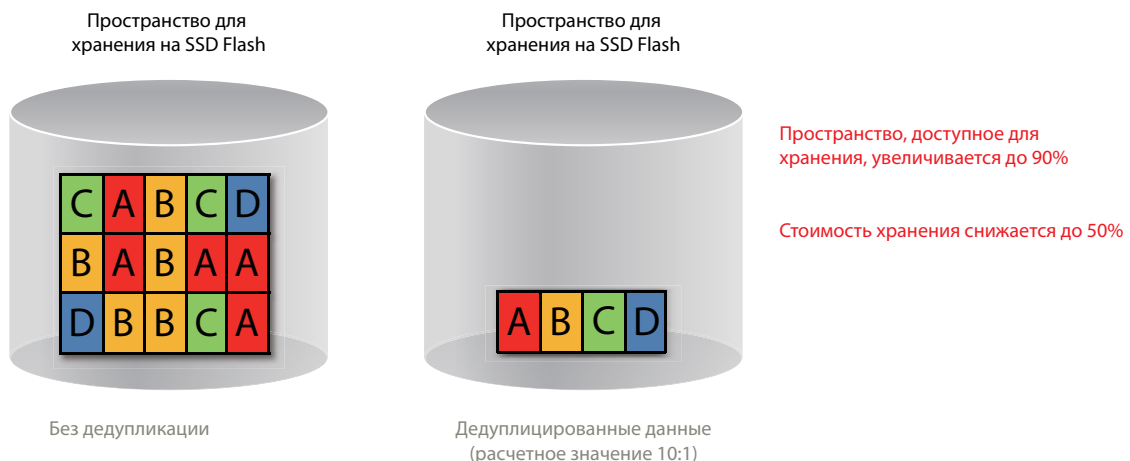 Пространство для
хранения на SSD Flash
Пространство для
хранения на SSD Flash
Пространство, доступное для
хранения, увеличивается до 90%
Стоимость хранения снижается до 50%
C A B C D
B A B A A
D B B C A
A B C D
Без дедупликации
Дедуплицированные данные
(расчетное значение 10:1)